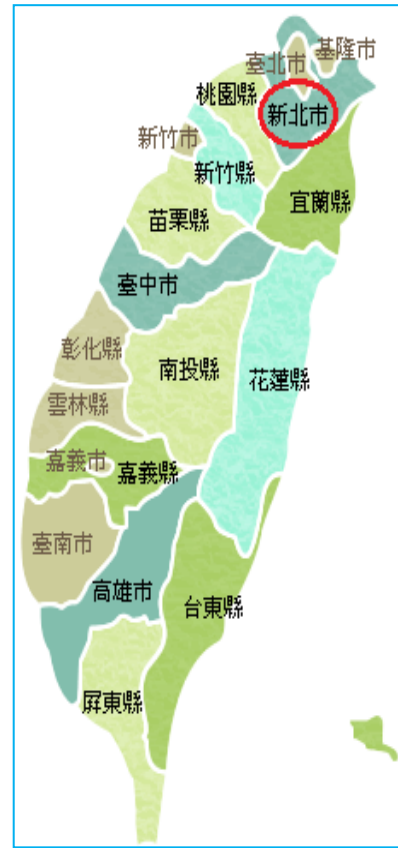 基隆市
臺北市
桃園縣
新北市
新竹市
新竹縣
宜蘭縣
苗栗縣
臺中市
彰化縣
南投縣
花蓮縣
雲林縣
嘉義市
嘉義縣
臺南市
高雄市
台東縣
屏東縣